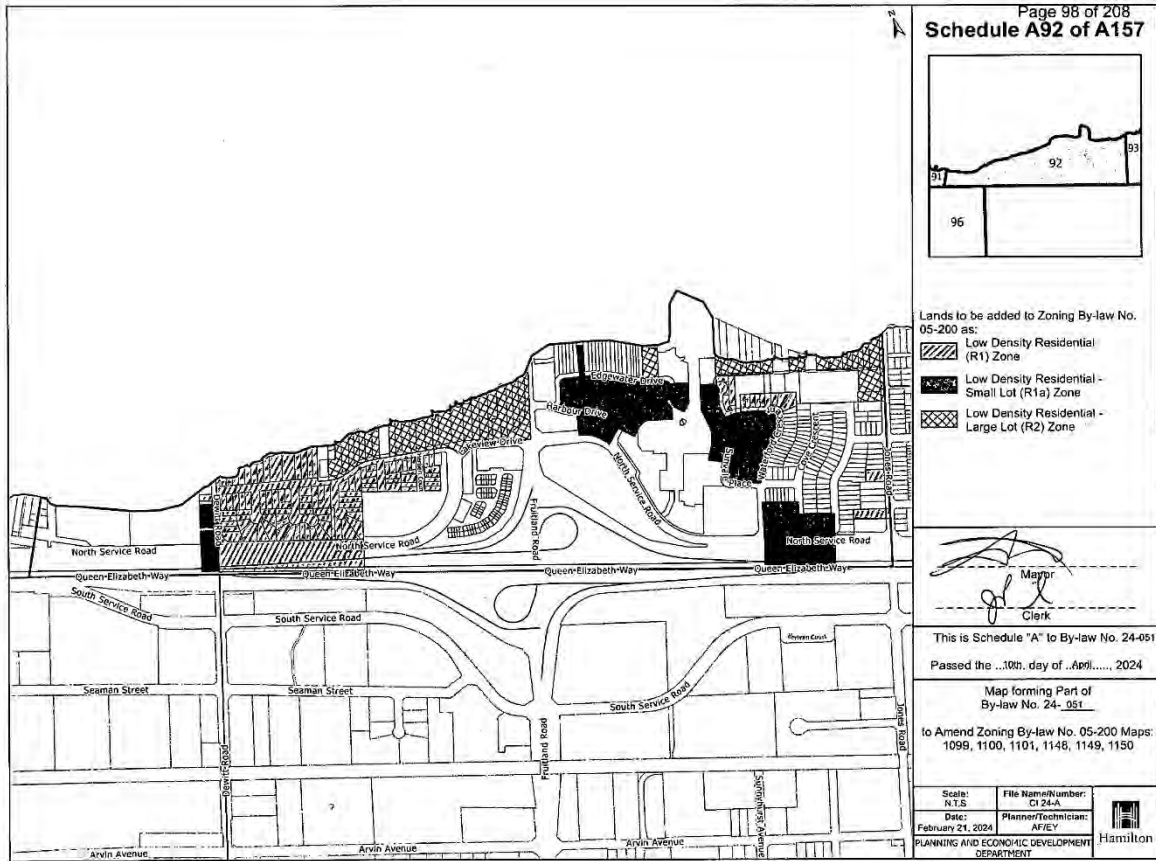 Page 98 of 208
Schedule A92 of A157
91
92
93
96
Lands to be added to Zoning By-law No.
05-200 as:
Low Density Residential
(R1) Zone
Low Density Residential -
Small Lot (R1a) Zone
Low Density Residential -
Large Lot (R2) Zone
Mayor
Clerk
This is Schedule "A" to By-law No. 24-051
Passed the ...10th. day of ..April....., 2024
Map forming Part of
By-law No. 24- 051
to Amend Zoning By-law No. 05-200 Maps:
1099, 1100, 1101, 1148, 1149, 1150
Scale:
N.T.S
File Name/Number:
CI 24-A
Date:
February 21, 2024
Planner/Technician:
AF/EY
PLANNING AND ECONOMIC DEVELOPMENT
DEPARTMENT
Hamilton
Edgewater Drive
Harbour Drive
Lakeview Drive
North Service Road
Cove Crescent
Place
Jones Road
Dewitt Road
Fruitland Road
North Service Road
North Service Road
North Service Road
Queen-Elizabeth-Way
Queen-Elizabeth-Way
Queen-Elizabeth-Way
Queen-Elizabeth-Way
South Service Road
South Service Road
South Service Road
Seaman Street
Seaman Street
Fruitland Road
Jones Road
Dewitt Road
Sunnyhurst Avenue
Arvin Avenue
Arvin Avenue
Arvin Avenue